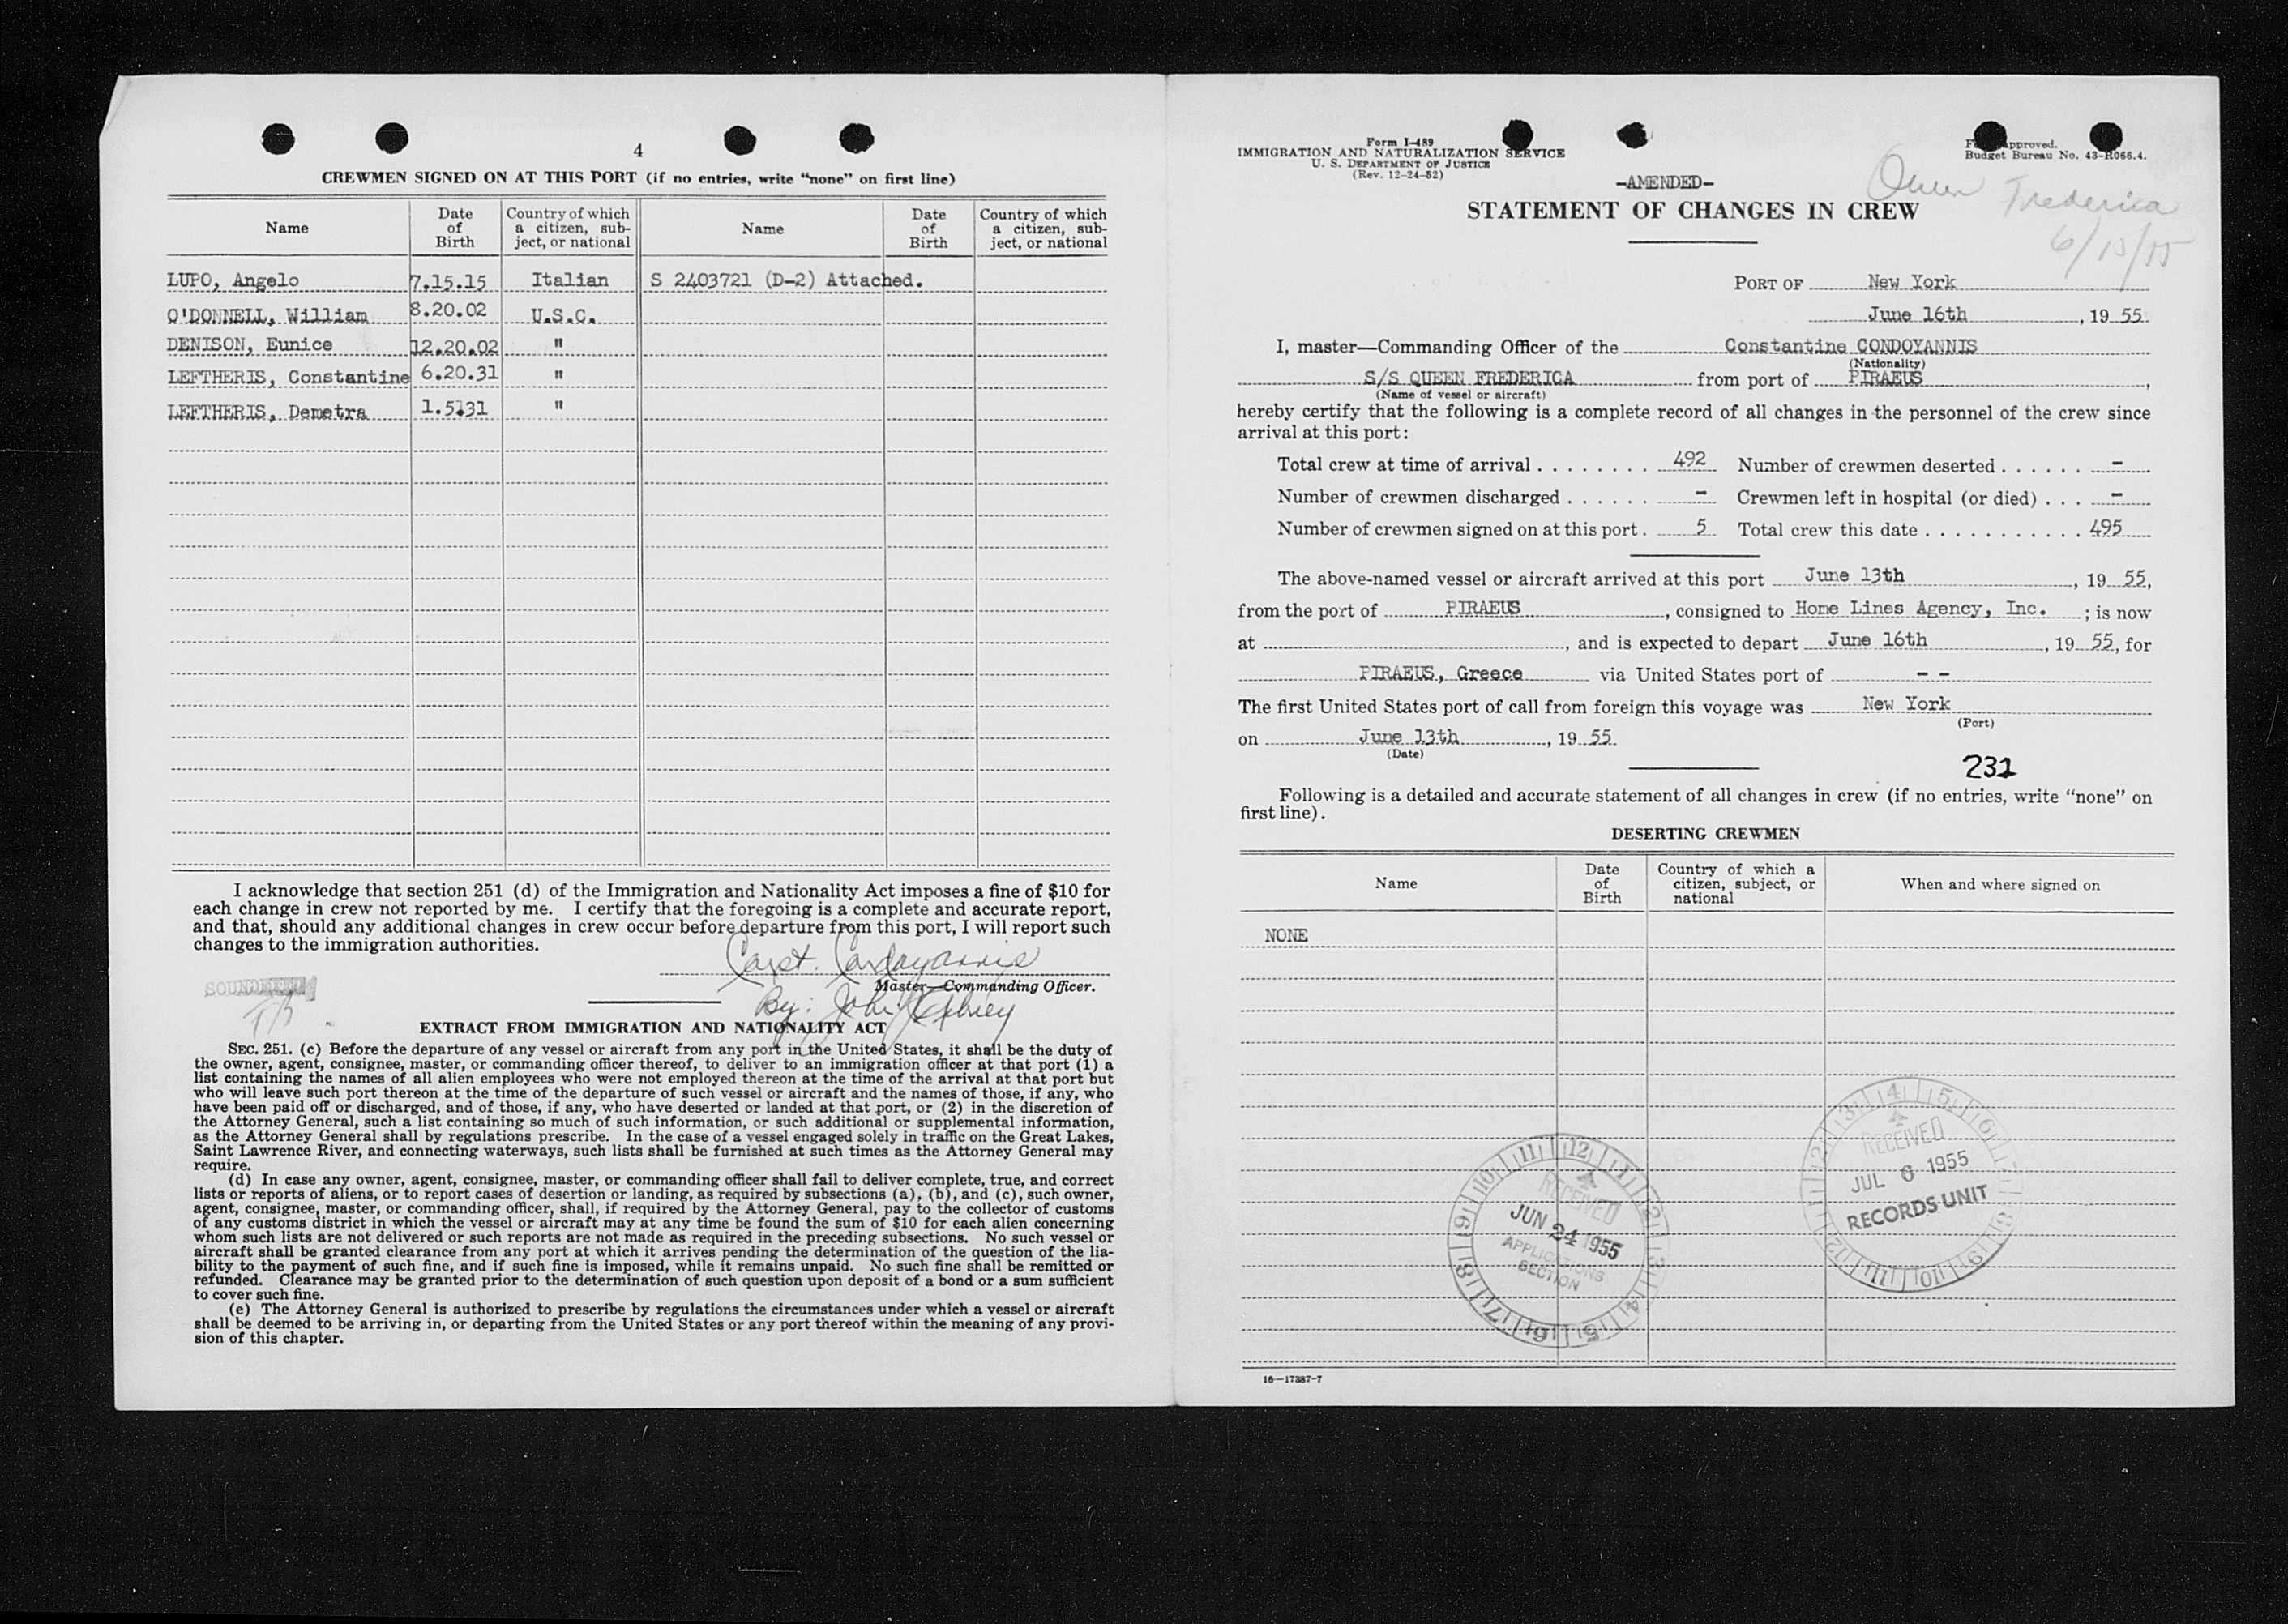 4
CREWMEN SIGNED ON AT THIS PORT (if no entries, write “none” on first line)
Name Date of Birth Country of which a citizen, subject, or national Name Date of Birth Country of which a citizen, subject, or national
LUPO, Angelo 7.15.15 Italian S 2403721 (D-2) Attached.
O'DONNELL, William 8.20.02 U.S.C.
DENISON, Eunice 12.20.02 "
LEFTHERIS, Constantine 6.20.31 "
LEFTHERIS, Demetra 1.5.31 "
I acknowledge that section 251 (d) of the Immigration and Nationality Act imposes a fine of $10 for
each change in crew not reported by me. I certify that the foregoing is a complete and accurate report,
and that, should any additional changes in crew occur before departure from this port, I will report such
changes to the immigration authorities.
Const. Condoyannis
Master—Commanding Officer.
By: John
EXTRACT FROM IMMIGRATION AND NATIONALITY ACT
SEC. 251. (c) Before the departure of any vessel or aircraft from any port in the United States, it shall be the duty of
the owner, agent, consignee, master, or commanding officer thereof, to deliver to an immigration officer at that port (1) a
list containing the names of all alien employees who were not employed thereon at the time of the arrival at that port but
who will leave such port thereon at the time of the departure of such vessel or aircraft and the names of those, if any, who
have been paid off or discharged, and of those, if any, who have deserted or landed at that port, or (2) in the discretion of
the Attorney General, such a list containing so much of such information, or such additional or supplemental information,
as the Attorney General shall by regulations prescribe. In the case of a vessel engaged solely in traffic on the Great Lakes,
Saint Lawrence River, and connecting waterways, such lists shall be furnished at such times as the Attorney General may
require.
(d) In case any owner, agent, consignee, master, or commanding officer shall fail to deliver complete, true, and correct
lists or reports of aliens, or to report cases of desertion or landing, as required by subsections (a), (b), and (c), such owner,
agent, consignee, master, or commanding officer, shall, if required by the Attorney General, pay to the collector of customs
of any customs district in which the vessel or aircraft may at any time be found the sum of $10 for each alien concerning
whom such lists are not delivered or such reports are not made as required in the preceding subsections. No such vessel or
aircraft shall be granted clearance from any port at which it arrives pending the determination of the question of the lia-
bility to the payment of such fine, and if such fine is imposed, while it remains unpaid. No such fine shall be remitted or
refunded. Clearance may be granted prior to the determination of such question upon deposit of a bond or a sum sufficient
to cover such fine.
(e) The Attorney General is authorized to prescribe by regulations the circumstances under which a vessel or aircraft
shall be deemed to be arriving in, or departing from the United States or any port thereof within the meaning of any provi-
sion of this chapter.
Form I-489
IMMIGRATION AND NATURALIZATION SERVICE
U. S. DEPARTMENT OF JUSTICE
(Rev. 12-24-52)
approved.
Budget Bureau No. 43-R066.4.
Queen Frederica
6/13/55
-AMENDED-
STATEMENT OF CHANGES IN CREW
PORT OF New York
June 16th, 1955
I, master—Commanding Officer of the Constantine CONDOYANNIS
(Nationality)
S/S QUEEN FREDERICA from port of PIRAEUS,
(Name of vessel or aircraft)
hereby certify that the following is a complete record of all changes in the personnel of the crew since
arrival at this port:
Total crew at time of arrival ........ 492 Number of crewmen deserted ...... -
Number of crewmen discharged ...... - Crewmen left in hospital (or died) ... -
Number of crewmen signed on at this port. 5 Total crew this date ........... 495
The above-named vessel or aircraft arrived at this port June 13th, 1955,
from the port of PIRAEUS, consigned to Home Lines Agency, Inc.; is now
at , and is expected to depart June 16th, 1955, for
PIRAEUS, Greece via United States port of - -
The first United States port of call from foreign this voyage was New York
(Port)
on June 13th, 1955
(Date)
232
Following is a detailed and accurate statement of all changes in crew (if no entries, write “none” on
first line).
DESERTING CREWMEN
Name Date of Birth Country of which a citizen, subject, or national When and where signed on
NONE
RECEIVED
JUN 24 1955
APPLICATIONS
SECTION
RECEIVED
JUL 6 1955
RECORDS UNIT
16—17387-7